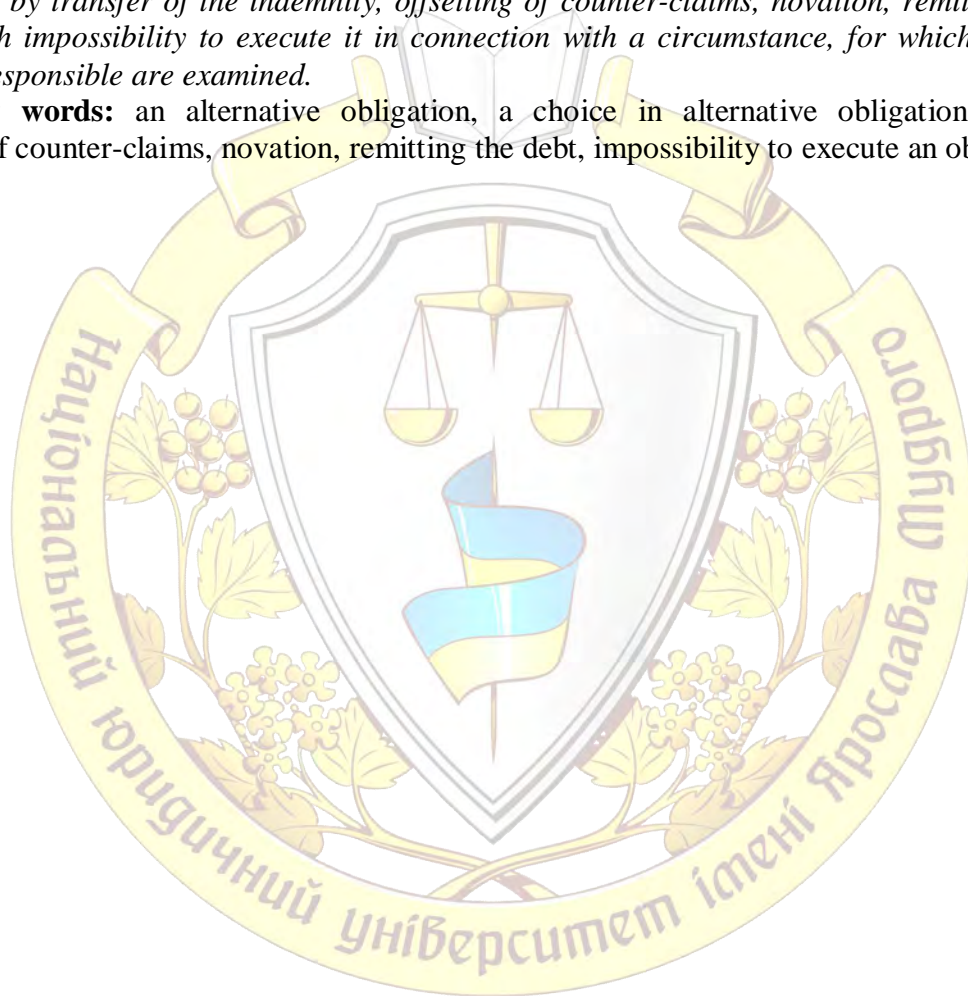 by transfer of the indemnity, offsetting of counter-claims, novation, remit
h impossibility to execute it in connection with a circumstance, for which
esponsible are examined.
words: an alternative obligation, a choice in alternative obligation
f counter-claims, novation, remitting the debt, impossibility to execute an ob
Національний юридичний університет імені Ярослава Мудрого